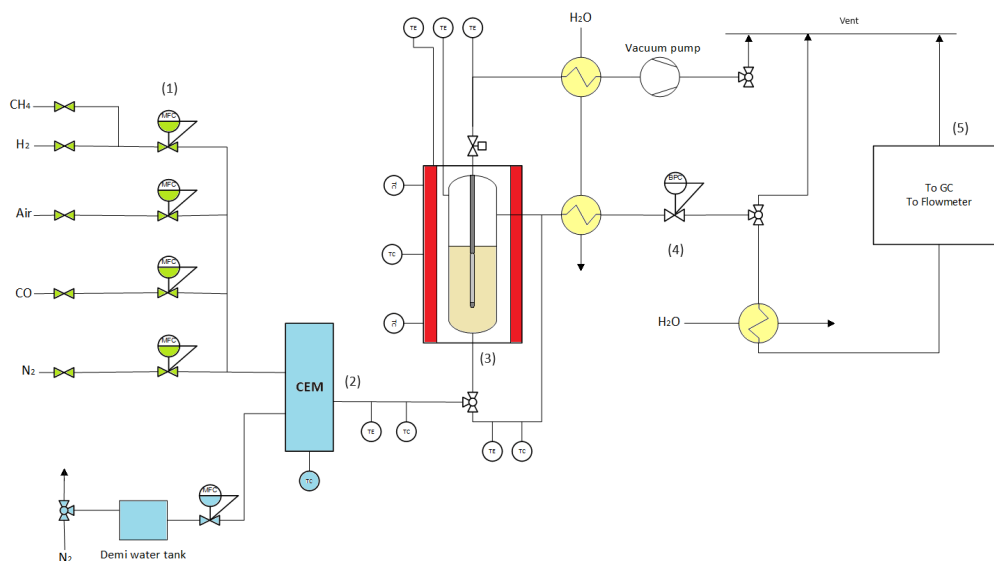 TE
TE
TE
H₂O
Vent
Vacuum pump
(1)
CH₄
MFC
H₂
(5)
TC
BPC
To GC
To Flowmeter
MFC
Air
(4)
TC
MFC
CO
TC
H₂O
MFC
(3)
N₂
CEM
(2)
TE
TC
TE
TC
TC
MFC
Demi water tank
N₂